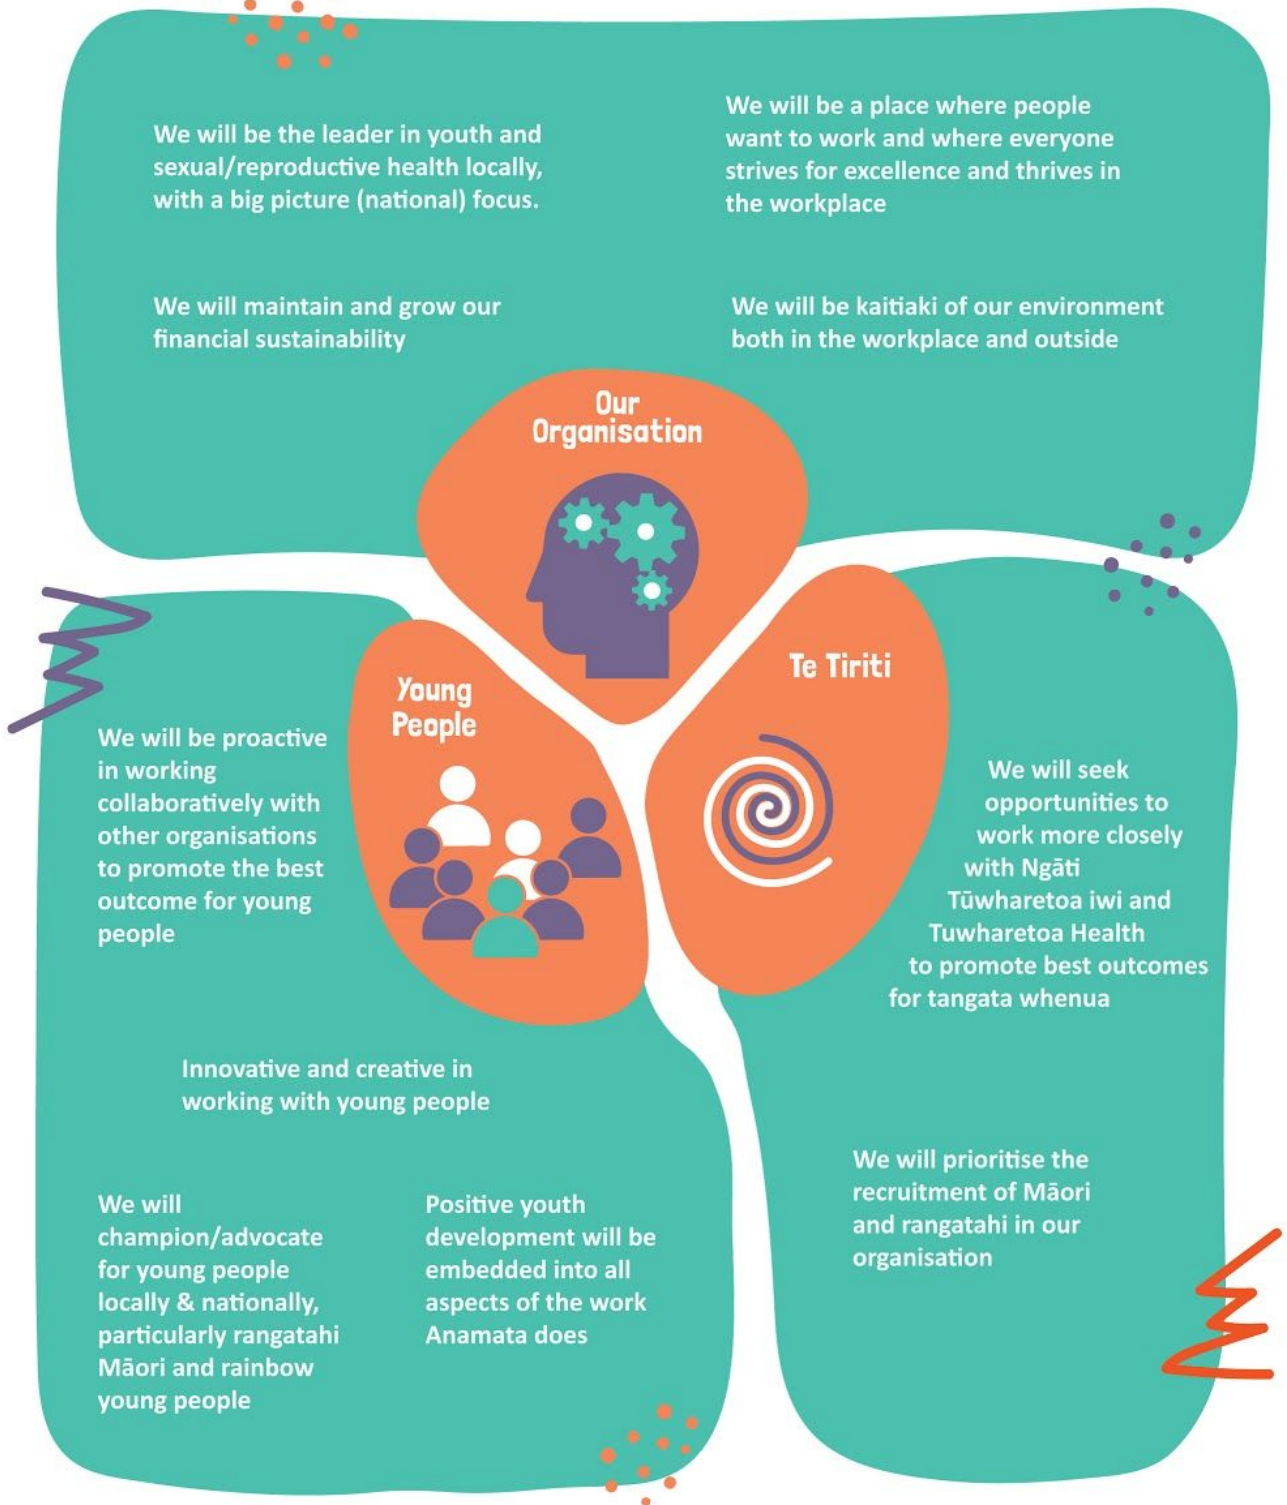 We will be the leader in youth and
sexual/reproductive health locally,
with a big picture (national) focus.
We will be a place where people
want to work and where everyone
strives for excellence and thrives in
the workplace
We will maintain and grow our
financial sustainability
We will be kaitiaki of our environment
both in the workplace and outside
Our
Organisation
Young
People
We will be proactive
in working
collaboratively with
other organisations
to promote the best
outcome for young
people
Innovative and creative in
working with young people
We will
champion/advocate
for young people
locally & nationally,
particularly rangatahi
Māori and rainbow
young people
Positive youth
development will be
embedded into all
aspects of the work
Anamata does
Te Tiriti
We will seek
opportunities to
work more closely
with Ngāti
Tūwharetoa iwi and
Tuwharetoa Health
to promote best outcomes
for tangata whenua
We will prioritise the
recruitment of Māori
and rangatahi in our
organisation